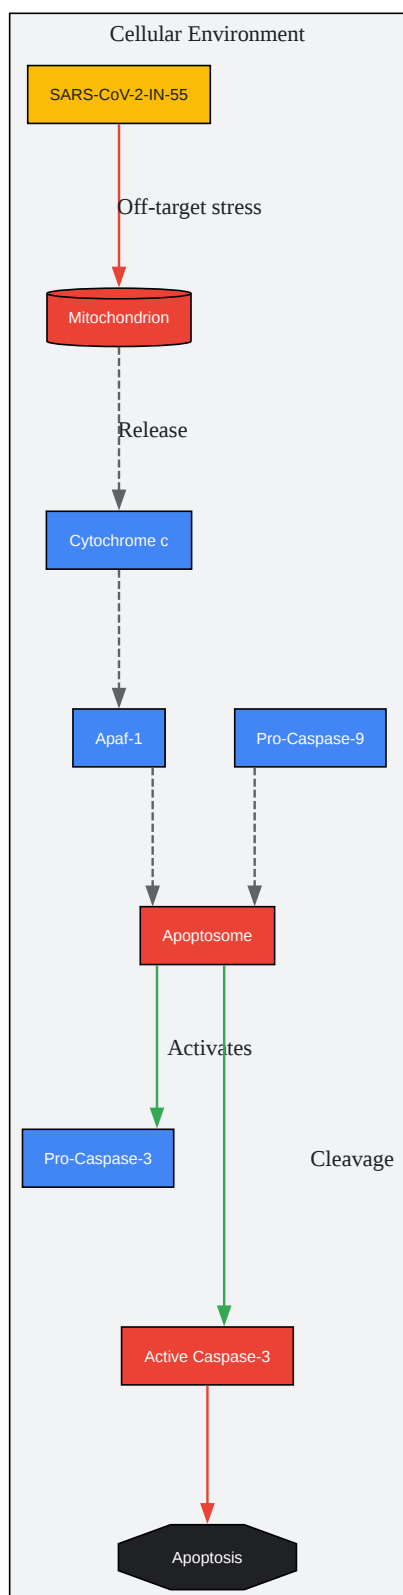 Cellular Environment
SARS-CoV-2-IN-55
Off-target stress
Mitochondrion
Release
Cytochrome c
Apaf-1
Pro-Caspase-9
Apoptosome
Activates
Pro-Caspase-3
Cleavage
Active Caspase-3
Apoptosis